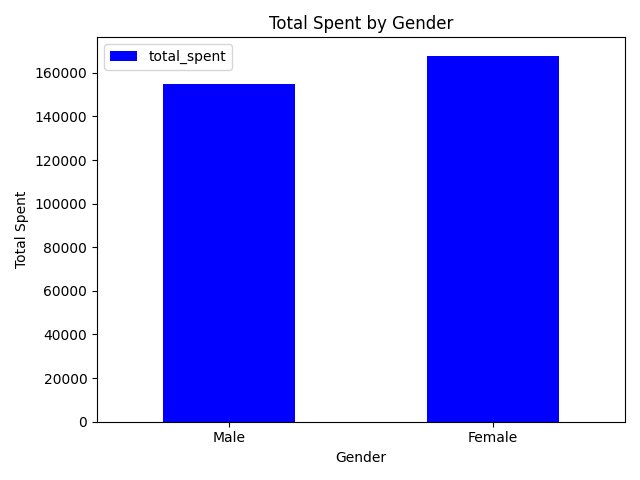 Total Spent by Gender
total_spent
Total Spent
160000
140000
120000
100000
80000
60000
40000
20000
0
Male Female
Gender